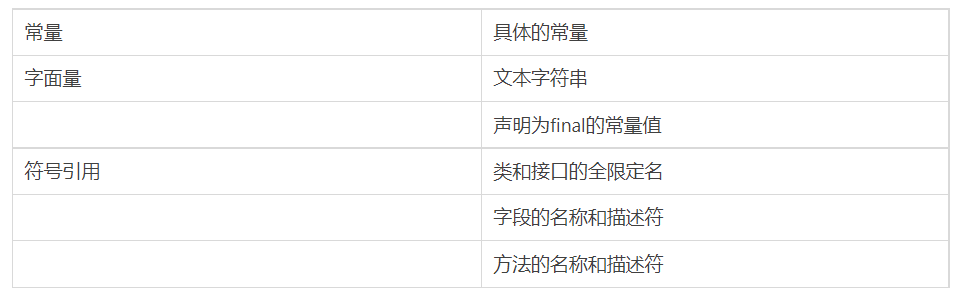 常量 具体的常量
字面量 文本字符串
声明为final的常量值
符号引用 类和接口的全限定名
字段的名称和描述符
方法的名称和描述符